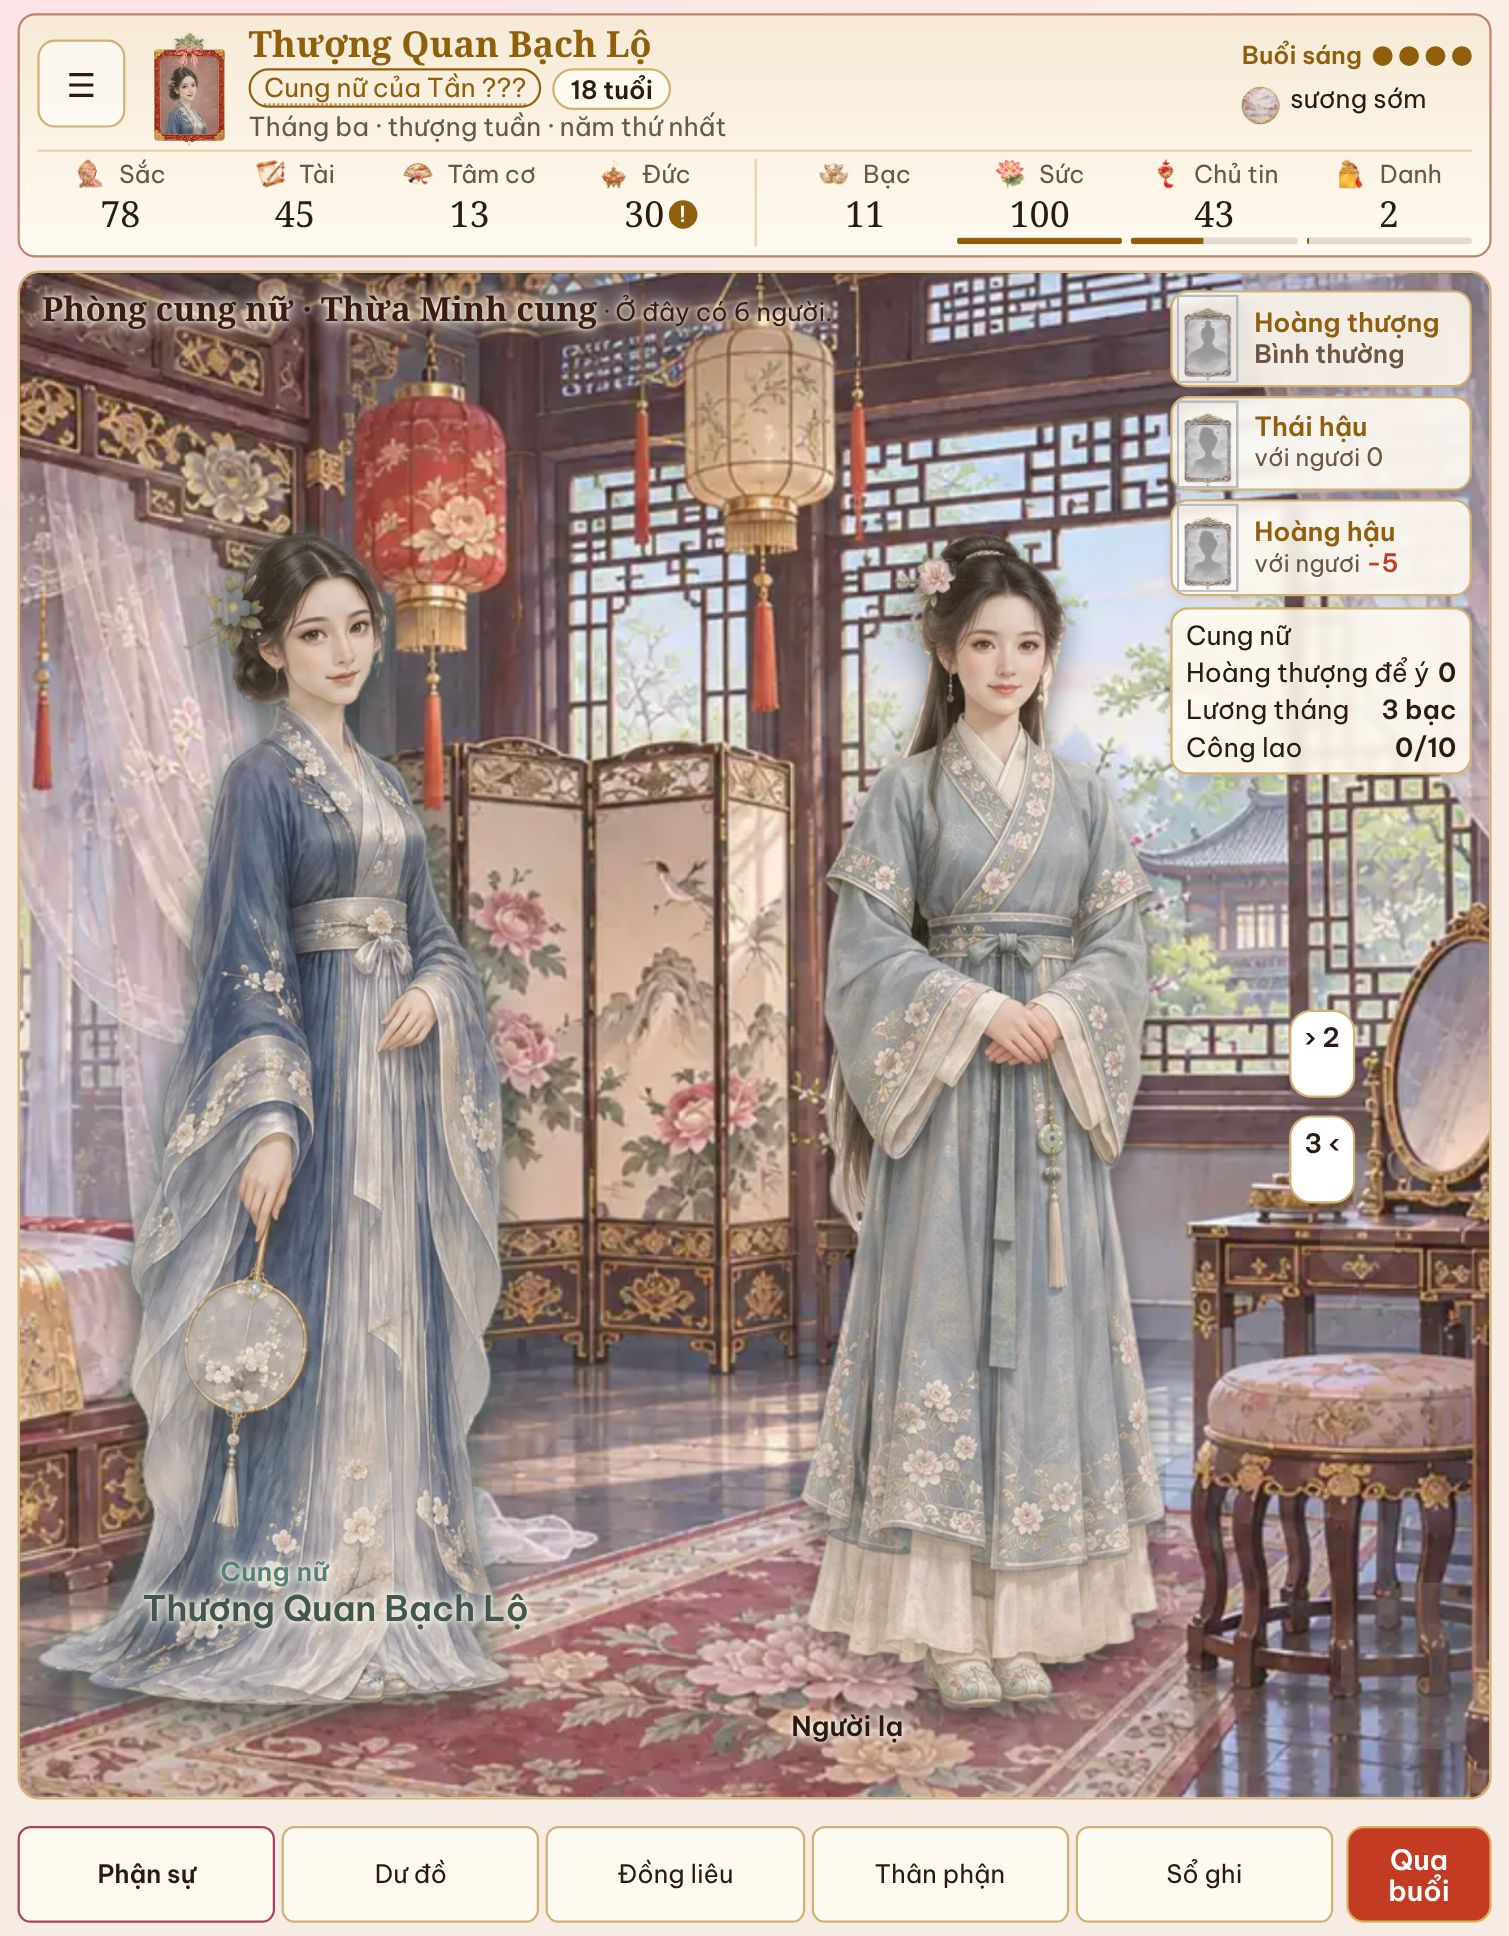 ☰
Thượng Quan Bạch Lộ
Cung nữ của Tần ???
18 tuổi
Tháng ba · thượng tuần · năm thứ nhất
Buổi sáng
sương sớm
Sắc
78
Tài
45
Tâm cơ
13
Đức
30 !
Bạc
11
Sức
100
Chủ tin
43
Danh
2
Phòng cung nữ · Thừa Minh cung · Ở đây có 6 người.
Hoàng thượng
Bình thường
Thái hậu
với ngươi 0
Hoàng hậu
với ngươi -5
Cung nữ
Hoàng thượng để ý 0
Lương tháng 3 bạc
Công lao 0/10
› 2
3 ‹
Cung nữ
Thượng Quan Bạch Lộ
Người lạ
Phận sự
Dư đồ
Đồng liêu
Thân phận
Sổ ghi
Qua
buổi